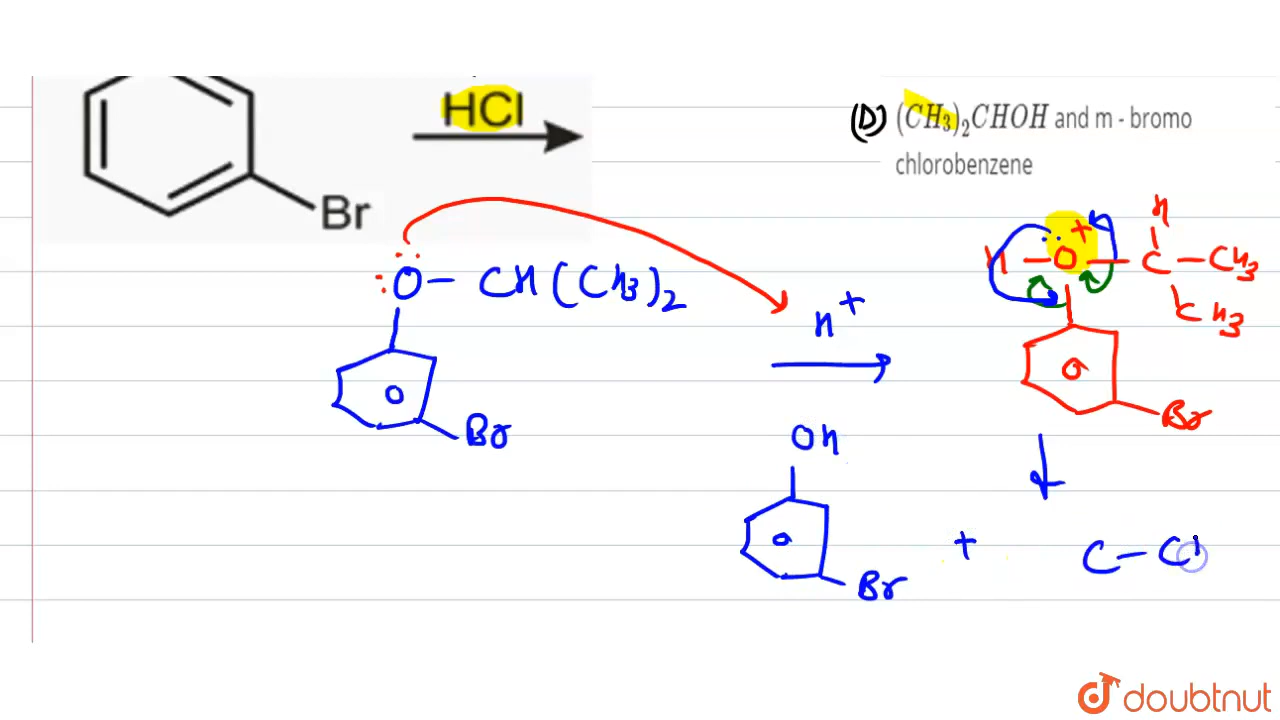 HCl
(D) (CH3)2CHOH and m - bromo
chlorobenzene
Br
H
H - O + - C - CH3
CH3
O - CH(CH3)2
H+
Br
Br
OH
Br
+ C - Cl
doubtnut